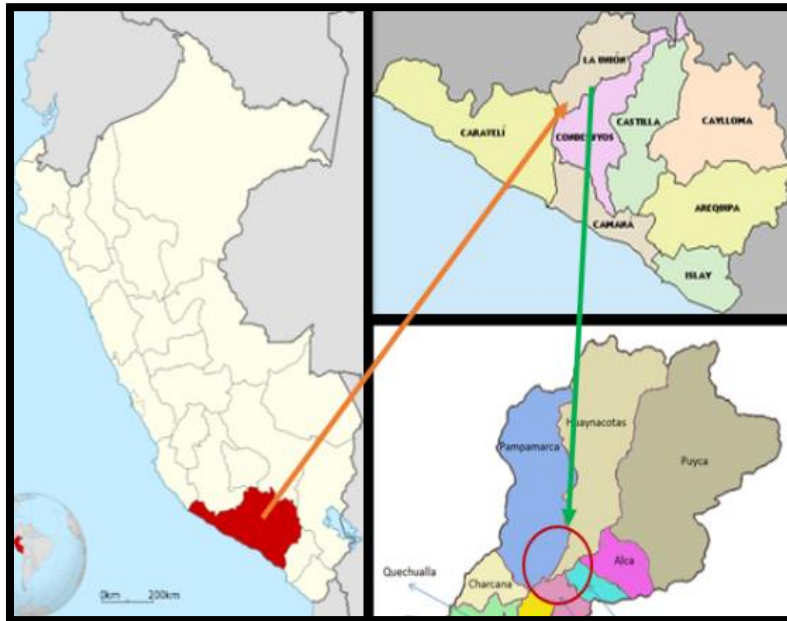 0km 200km
LA UNIÓN
CARAVELÍ
CONDESUYOS
CASTILLA
CAYLLOMA
AREQUIPA
CAMANÁ
ISLAY
Huaynacotas
Pampamarca
Puyca
Alca
Quechualla
Charcana